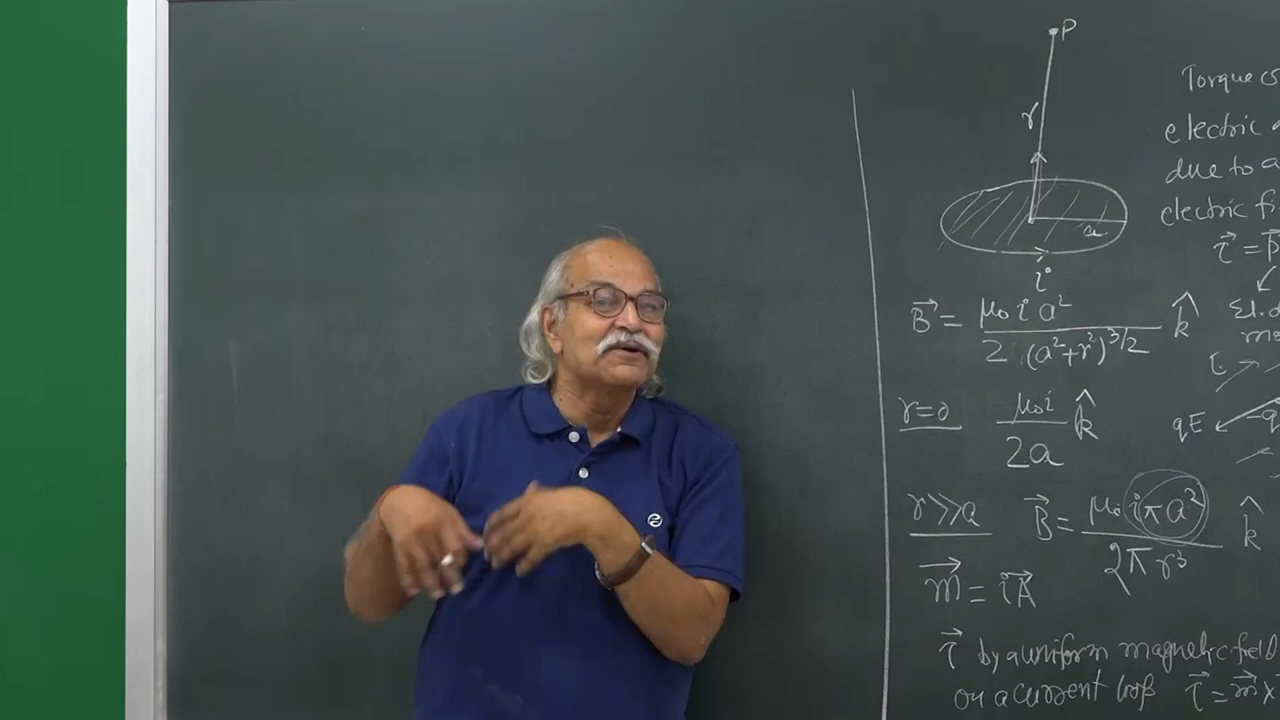 P
r
a
i
B⃗ = μ₀ i a² / 2 (a²+r²)^3/2 k̂
r=0 μ₀i / 2a k̂
r>>a B⃗ = μ₀ iπa² / 2π r³ k̂
m⃗ = iA⃗
τ⃗ by a uniform magnetic field
on a current loop τ⃗ = m⃗ x
Torque
electric
due to a
electric fi
τ⃗ = P
El. d
E
qE -q